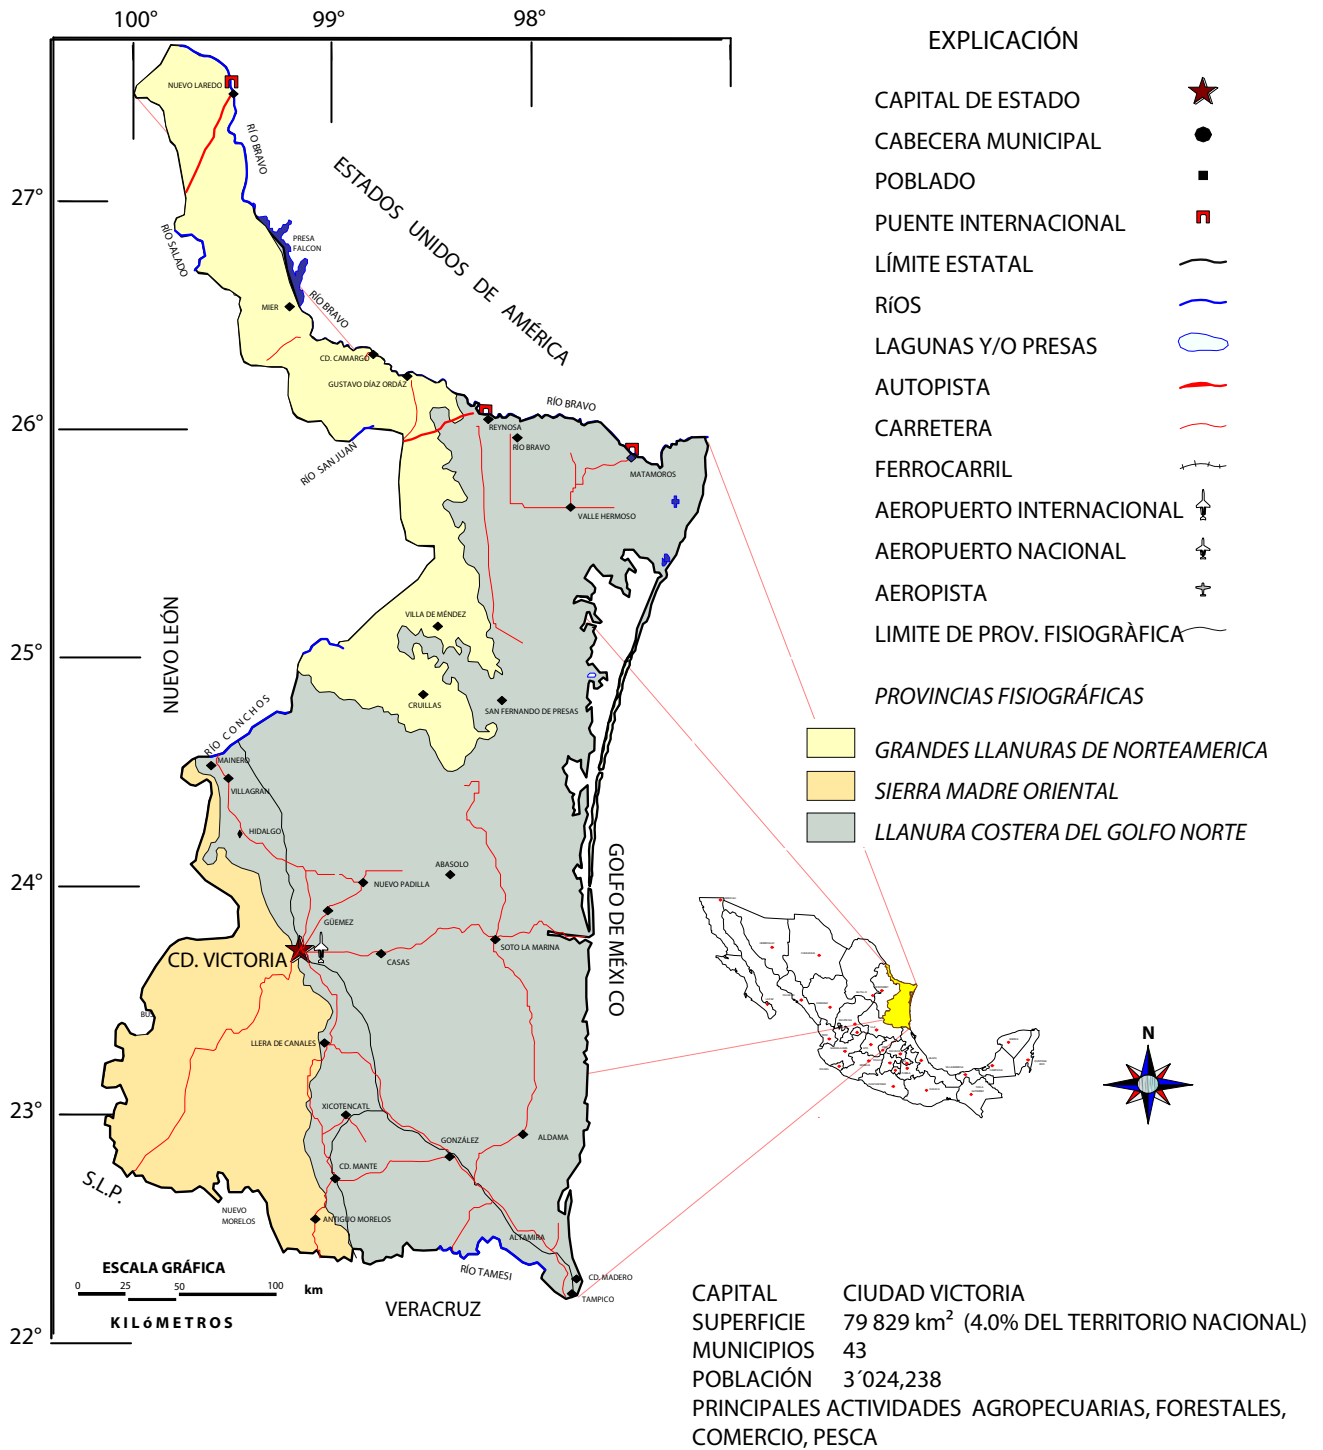 100° 99° 98°
EXPLICACIÓN
CAPITAL DE ESTADO
CABECERA MUNICIPAL
POBLADO
PUENTE INTERNACIONAL
LÍMITE ESTATAL
RíOS
LAGUNAS Y/O PRESAS
AUTOPISTA
CARRETERA
FERROCARRIL
AEROPUERTO INTERNACIONAL
AEROPUERTO NACIONAL
AEROPISTA
LIMITE DE PROV. FISIOGRÀFICA
PROVINCIAS FISIOGRÁFICAS
GRANDES LLANURAS DE NORTEAMERICA
SIERRA MADRE ORIENTAL
LLANURA COSTERA DEL GOLFO NORTE
27°
26°
25°
24°
23°
22°
NUEVO LAREDO
RÍO BRAVO
ESTADOS UNIDOS DE AMÉRICA
RÍO SALADO
PRESA
FALCON
MIER
RÍO BRAVO
CD. CAMARGO
GUSTAVO DÍAZ ORDÁZ
RÍO BRAVO
REYNOSA
RÍO BRAVO
RÍO SAN JUAN
MATAMOROS
VALLE HERMOSO
NUEVO LEÓN
VILLA DE MÉNDEZ
CRUILLAS
SAN FERNANDO DE PRESAS
RÍO CONCHOS
MAINERO
VILLAGRAN
HIDALGO
ABASOLO
NUEVO PADILLA
GÜEMEZ
GOLFO DE MÉXICO
SOTO LA MARINA
CD. VICTORIA
CASAS
BUS
LLERA DE CANALES
XICOTENCATL
GONZÁLEZ
ALDAMA
CD. MANTE
S.L.P.
NUEVO
MORELOS
ANTIGUO MORELOS
ALTAMIRA
RÍO TAMESI
CD. MADERO
TAMPICO
VERACRUZ
N
ESCALA GRÁFICA
0 25 50 100 km
KILóMETROS
CAPITAL CIUDAD VICTORIA
SUPERFICIE 79 829 km² (4.0% DEL TERRITORIO NACIONAL)
MUNICIPIOS 43
POBLACIÓN 3´024,238
PRINCIPALES ACTIVIDADES AGROPECUARIAS, FORESTALES,
COMERCIO, PESCA